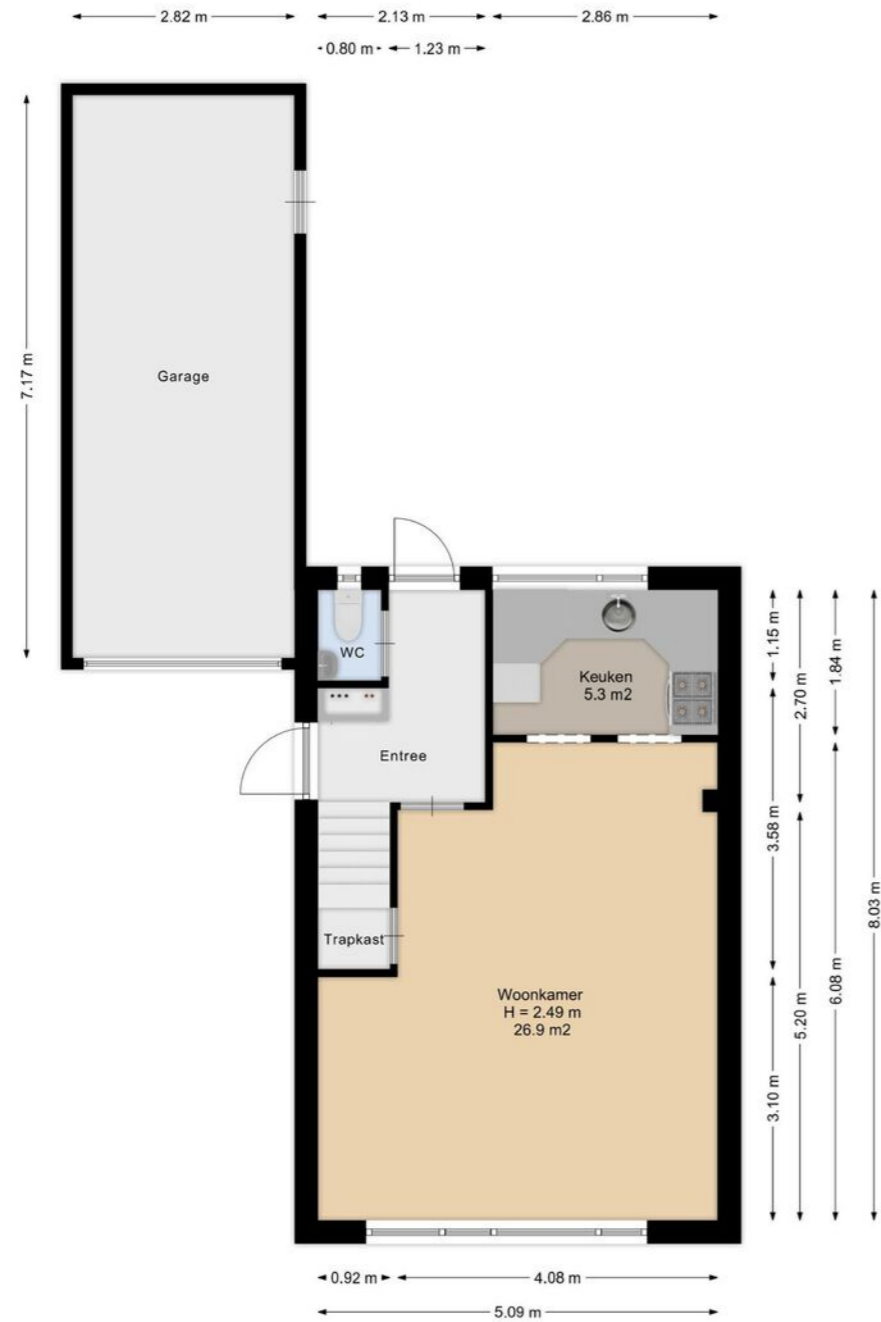 2.82 m
2.13 m
2.86 m
0.80 m
1.23 m
7.17 m
Garage
WC
Keuken
5.3 m2
Entree
Trapkast
Woonkamer
H = 2.49 m
26.9 m2
1.15 m
3.58 m
3.10 m
2.70 m
5.20 m
1.84 m
6.08 m
8.03 m
0.92 m
4.08 m
5.09 m